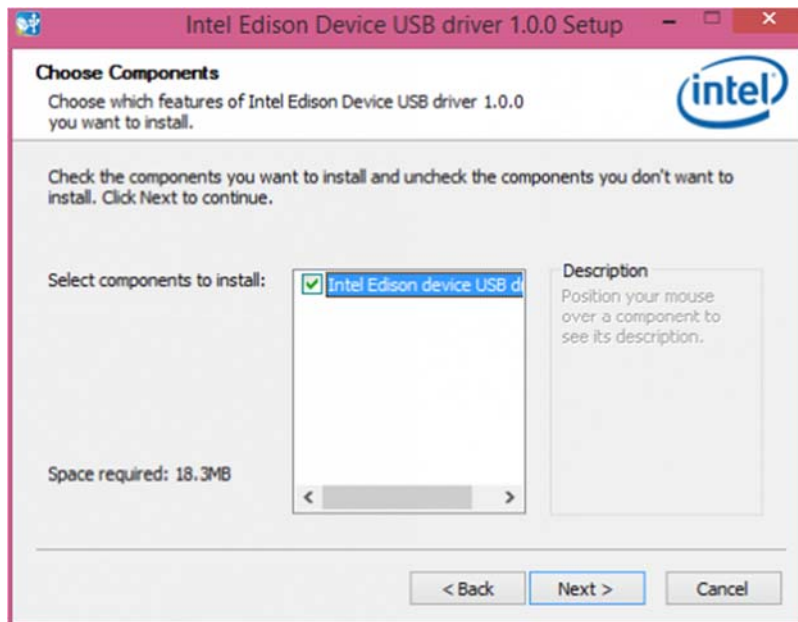 Intel Edison Device USB driver 1.0.0 Setup
Choose Components
Choose which features of Intel Edison Device USB driver 1.0.0
you want to install.
intel
Check the components you want to install and uncheck the components you don't want to
install. Click Next to continue.
Select components to install:
Intel Edison device USB d
Description
Position your mouse
over a component to
see its description.
Space required: 18.3MB
< Back
Next >
Cancel